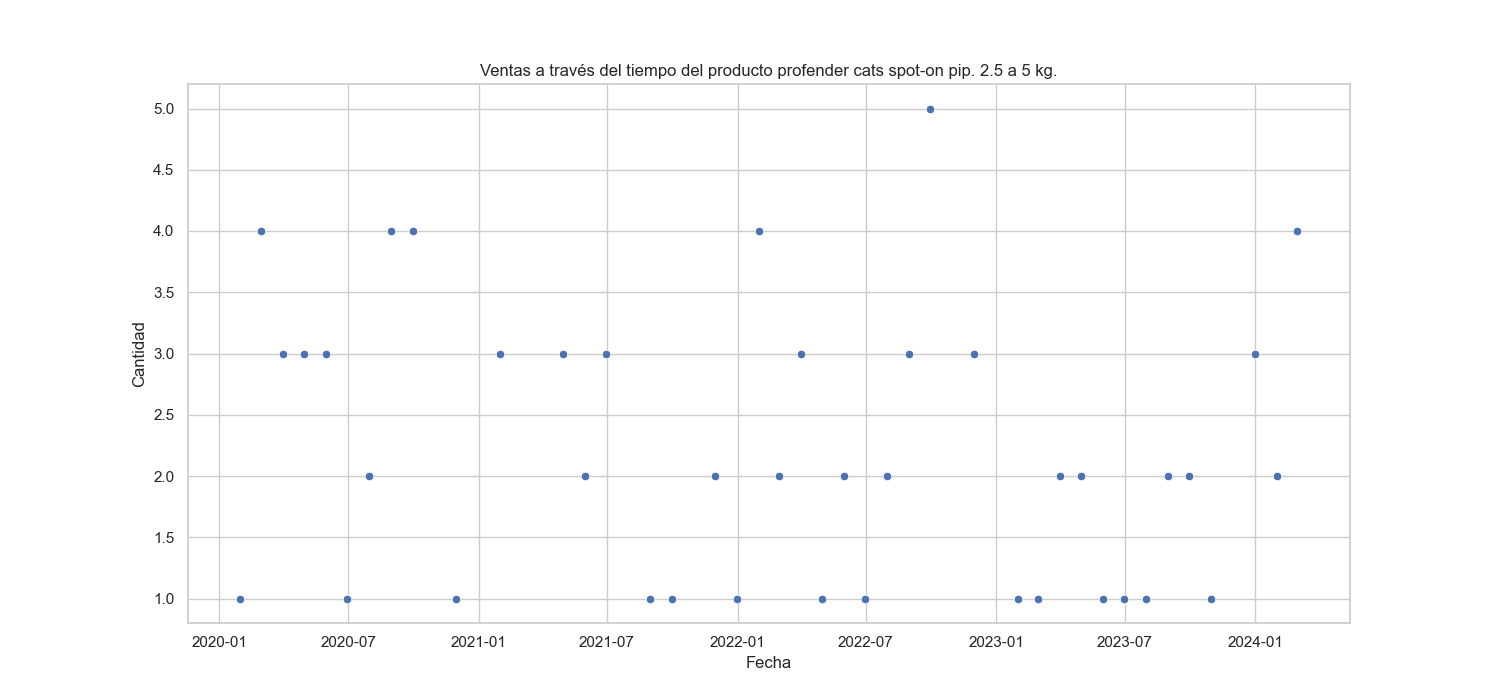 Ventas a través del tiempo del producto profender cats spot-on pip. 2.5 a 5 kg.
5.0
4.5
4.0
3.5
3.0
2.5
2.0
1.5
1.0
Cantidad
2020-01 2020-07 2021-01 2021-07 2022-01 2022-07 2023-01 2023-07 2024-01
Fecha